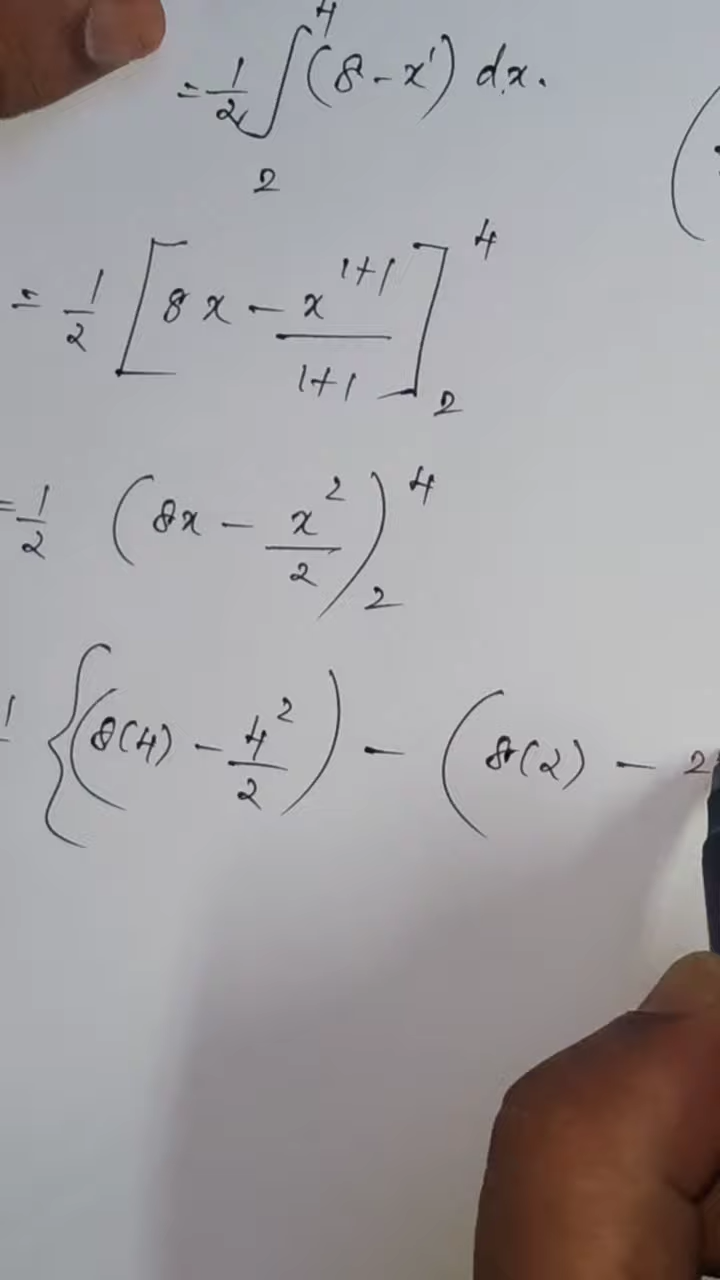 = 1/2 ∫₂⁴ (8 - x¹) dx.
= 1/2 [8x - x^(1+1)/(1+1)]₂⁴
= 1/2 (8x - x²/2)₂⁴
1 {(8(4) - 4²/2) - (8(2) - 2